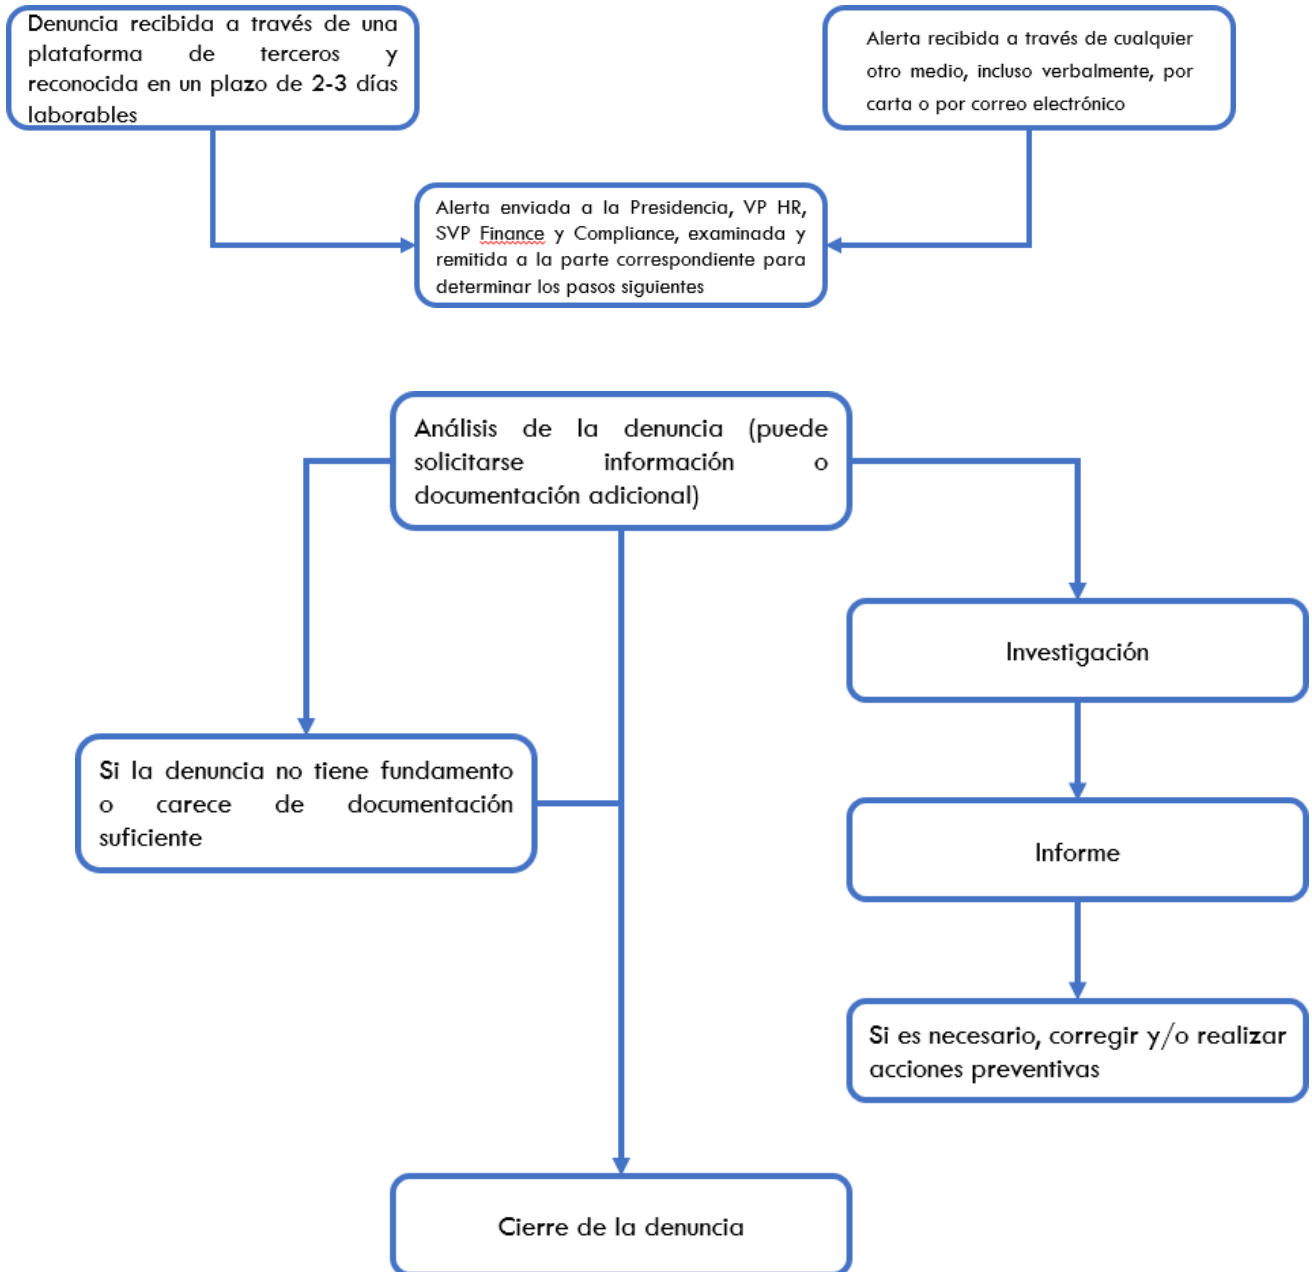 Denuncia recibida a través de una
plataforma de terceros y
reconocida en un plazo de 2-3 días
laborables
Alerta recibida a través de cualquier
otro medio, incluso verbalmente, por
carta o por correo electrónico
Alerta enviada a la Presidencia, VP HR,
SVP Finance y Compliance, examinada y
remitida a la parte correspondiente para
determinar los pasos siguientes
Análisis de la denuncia (puede
solicitarse información o
documentación adicional)
Investigación
Si la denuncia no tiene fundamento
o carece de documentación
suficiente
Informe
Si es necesario, corregir y/o realizar
acciones preventivas
Cierre de la denuncia